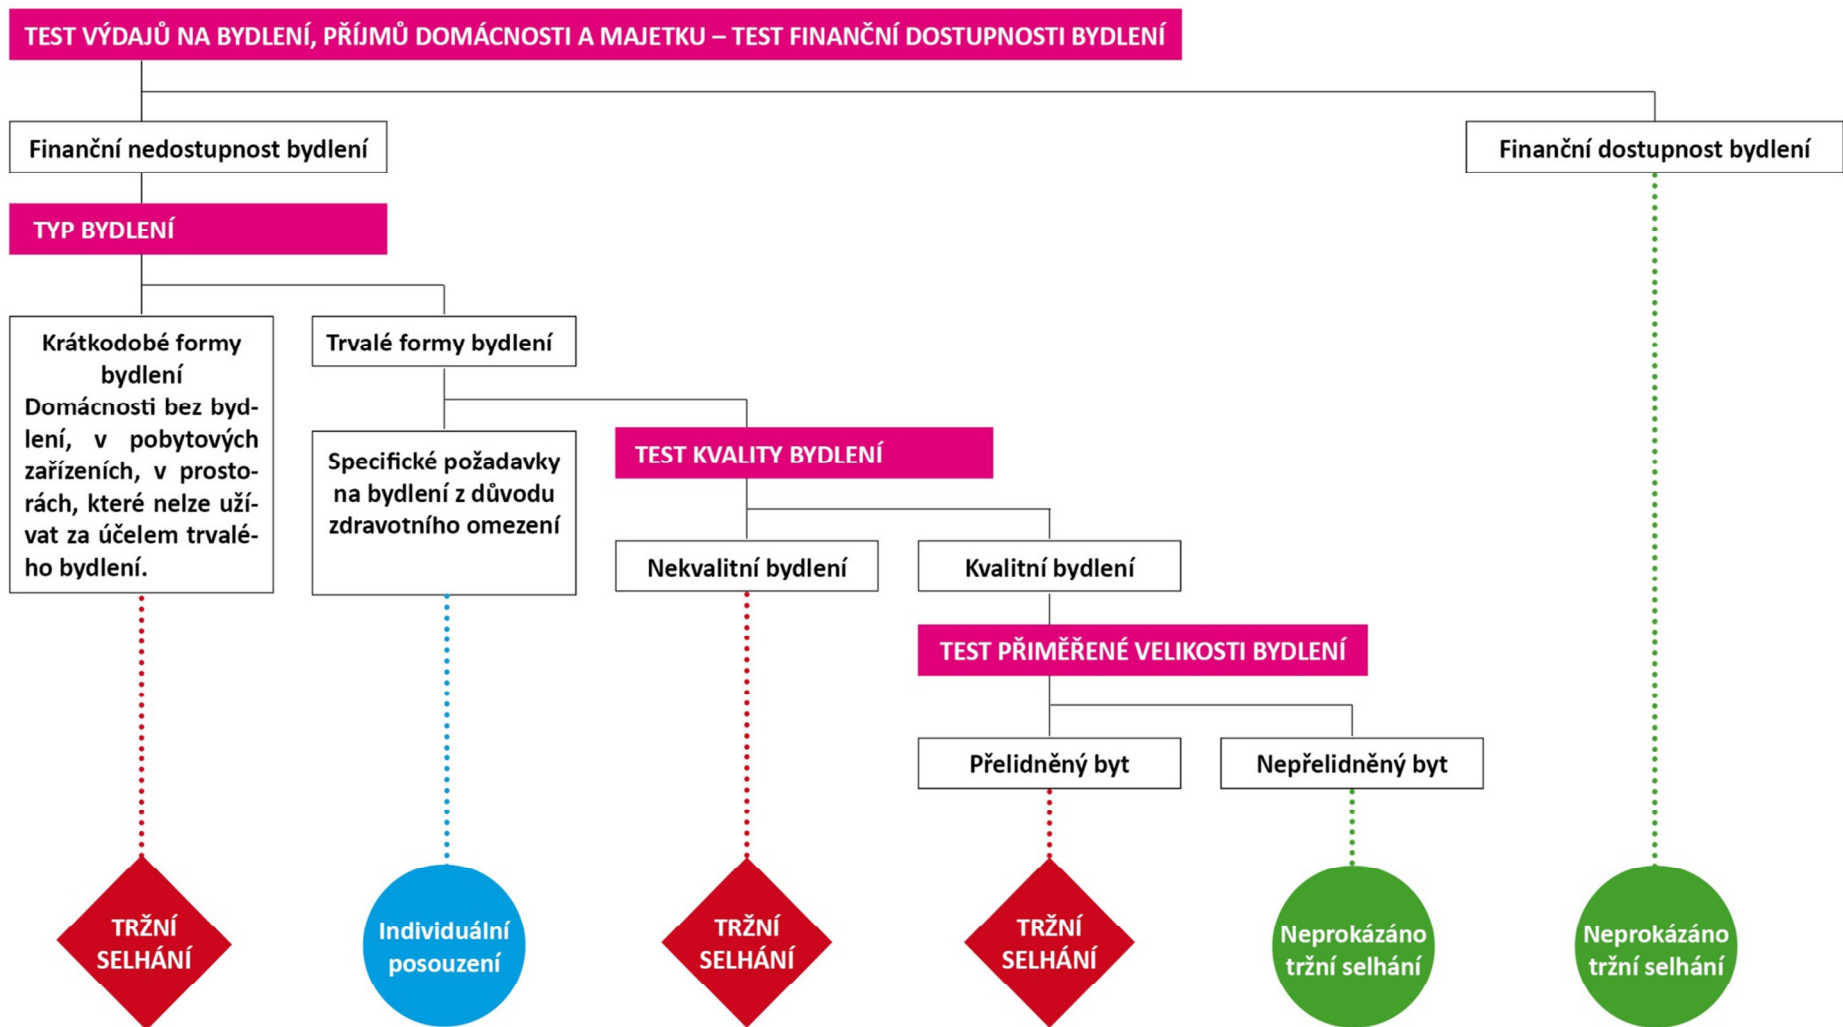 TEST VÝDAJŮ NA BYDLENÍ, PŘÍJMŮ DOMÁCNOSTI A MAJETKU – TEST FINANČNÍ DOSTUPNOSTI BYDLENÍ
Finanční nedostupnost bydlení
Finanční dostupnost bydlení
TYP BYDLENÍ
Krátkodobé formy
bydlení
Domácnosti bez byd-
lení, v pobytových
zařízeních, v prosto-
rách, které nelze uží-
vat za účelem trvalé-
ho bydlení.
Trvalé formy bydlení
Specifické požadavky
na bydlení z důvodu
zdravotního omezení
TEST KVALITY BYDLENÍ
Nekvalitní bydlení
Kvalitní bydlení
TEST PŘIMĚŘENÉ VELIKOSTI BYDLENÍ
Přelidněný byt
Nepřelidněný byt
TRŽNÍ
SELHÁNÍ
Individuální
posouzení
TRŽNÍ
SELHÁNÍ
TRŽNÍ
SELHÁNÍ
Neprokázáno
tržní selhání
Neprokázáno
tržní selhání